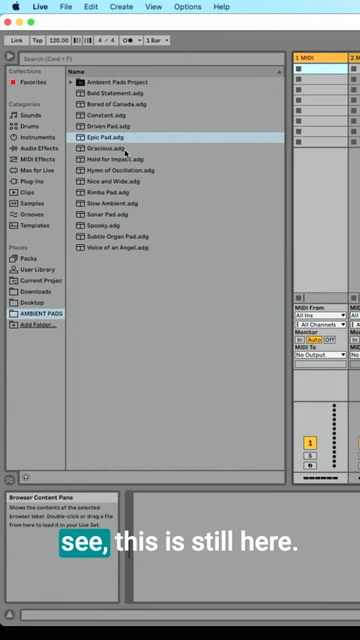 Live File Edit Create View Options Help
Link Tap 120.00 4 / 4 1 Bar
Search (Cmd + F)
Collections
Favorites
Categories
Sounds
Drums
Instruments
Audio Effects
MIDI Effects
Max for Live
Plug-Ins
Clips
Samples
Grooves
Templates
Places
Packs
User Library
Current Projec
Downloads
Desktop
AMBIENT PADS
Add Folder...
Name
Ambient Pads Project
Bold Statement.adg
Bored of Canada.adg
Constant.adg
Driven Pad.adg
Epic Pad.adg
Gracious.adg
Hold for Impact.adg
Hymn of Oscillation.adg
Nice and Wide.adg
Rimba Pad.adg
Slow Ambient.adg
Sonar Pad.adg
Spooky.adg
Subtle Organ Pad.adg
Voice of an Angel.adg
1 MIDI
2 M
MIDI From
All Ins
All Channels
Monitor
In Auto Off
MIDI To
No Output
1
S
Browser Content Pane
Shows the contents of the selected browser label. Double-click or drag a file from here to load it in your Live Set.
see, this is still here.